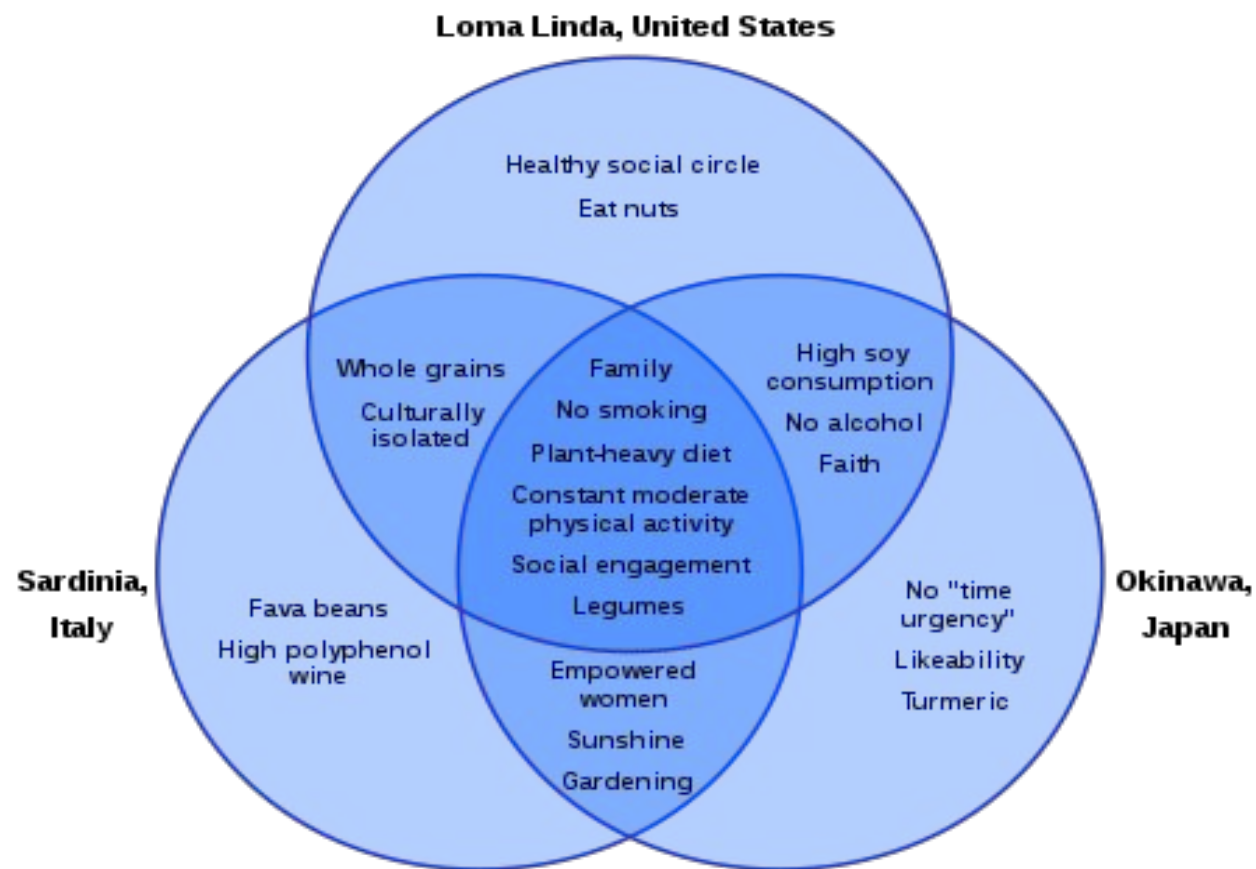 Loma Linda, United States
Healthy social circle
Eat nuts
Whole grains
Culturally
isolated
Family
No smoking
Plant-heavy diet
Constant moderate
physical activity
Social engagement
Legumes
High soy
consumption
No alcohol
Faith
Sardinia,
Italy
Fava beans
High polyphenol
wine
Empowered
women
Sunshine
Gardening
No "time
urgency"
Likeability
Turmeric
Okinawa,
Japan